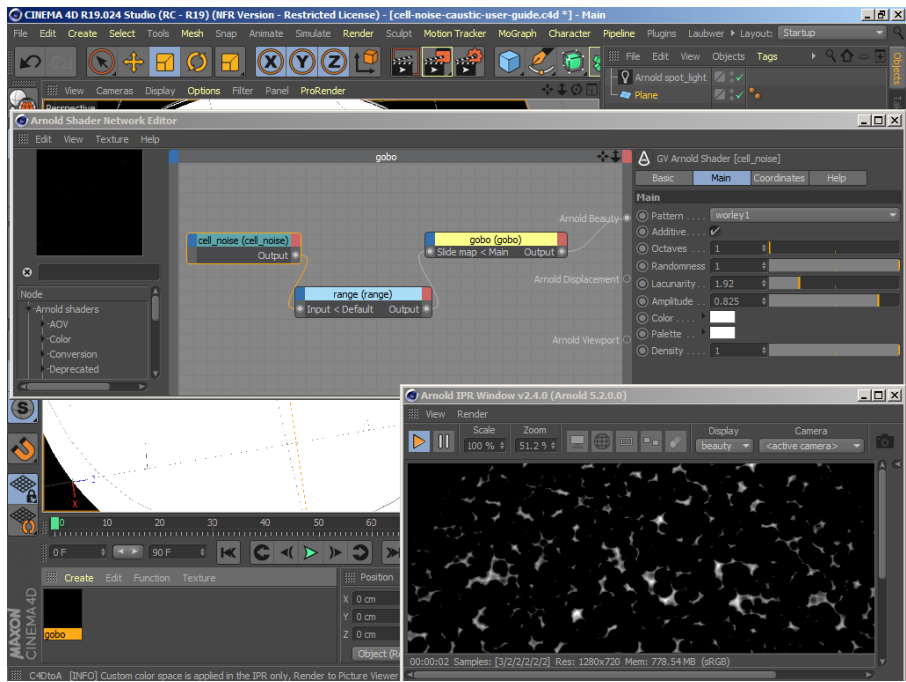 CINEMA 4D R19.024 Studio (RC - R19) (NFR Version - Restricted License) - [cell-noise-caustic-user-guide.c4d *] - Main
File Edit Create Select Tools Mesh Snap Animate Simulate Render Sculpt Motion Tracker MoGraph Character Pipeline Plugins Laubwer Layout: Startup
X Y Z
File Edit View Objects Tags
Objects
Arnold spot_light
Plane
View Cameras Display Options Filter Panel ProRender
Perspective
Arnold Shader Network Editor
Edit View Texture Help
gobo
GV Arnold Shader [cell_noise]
Basic Main Coordinates Help
Main
Pattern . . . . worley1
Additive. . . .
Octaves . . . 1
Randomness 1
Lacunarity. . 1.92
Amplitude . . 0.825
Color . . . .
Palette . . .
Density . . . . 1
Arnold Beauty
Arnold Displacement
Arnold Viewport
cell_noise (cell_noise)
Output
gobo (gobo)
Slide map < Main Output
range (range)
Input < Default Output
Node
Arnold shaders
AOV
Color
Conversion
Deprecated
Arnold IPR Window v2.4.0 (Arnold 5.2.0.0)
View Render
Scale Zoom Display Camera
100 % 51.2 % beauty <active camera>
00:00:02 Samples: [3/2/2/2/2/2] Res: 1280x720 Mem: 778.54 MB (sRGB)
S
X
0 10 20 30 40 50 60
0 F 90 F
Create Edit Function Texture
gobo
Position
X 0 cm
Y 0 cm
Z 0 cm
Object (R
MAXON
CINEMA 4D
C4DtoA [INFO] Custom color space is applied in the IPR only, Render to Picture Viewer